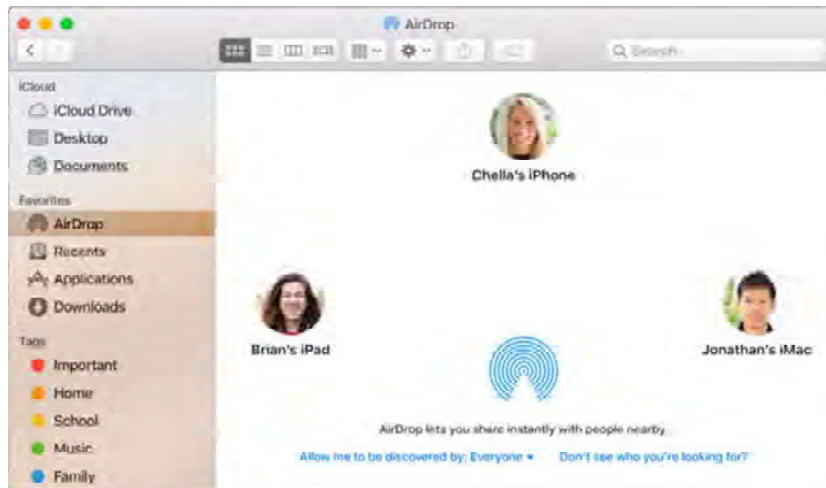 AirDrop
Search
iCloud
iCloud Drive
Desktop
Documents
Favorites
AirDrop
Recents
Applications
Downloads
Tags
Important
Home
School
Music
Family
Chella's iPhone
Brian's iPad
Jonathan's iMac
AirDrop lets you share instantly with people nearby.
Allow me to be discovered by: Everyone Don't see who you're looking for?